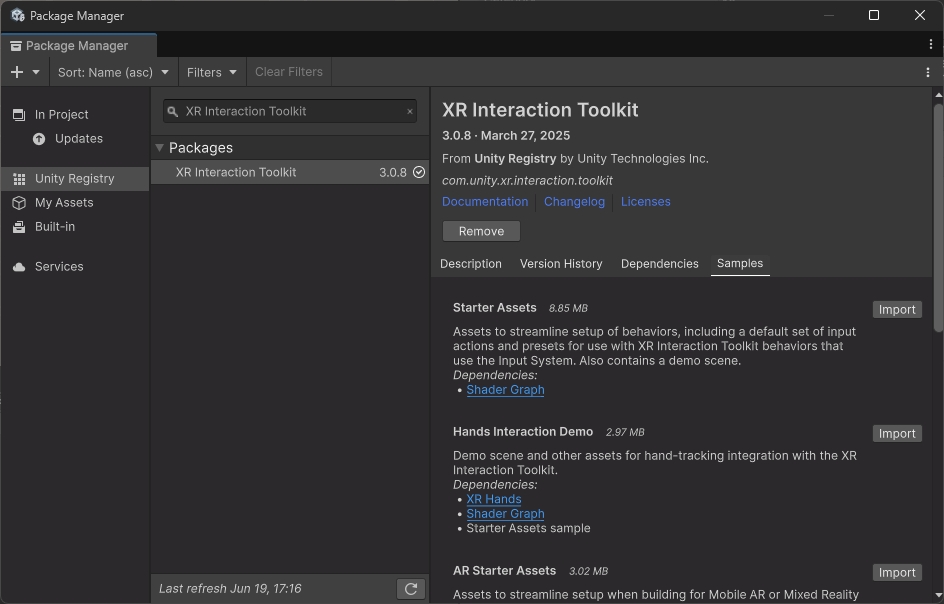 Package Manager
Package Manager
Sort: Name (asc)
Filters
Clear Filters
In Project
Updates
Unity Registry
My Assets
Built-in
Services
XR Interaction Toolkit
Packages
XR Interaction Toolkit 3.0.8
Last refresh Jun 19, 17:16
XR Interaction Toolkit
3.0.8 · March 27, 2025
From Unity Registry by Unity Technologies Inc.
com.unity.xr.interaction.toolkit
Documentation Changelog Licenses
Remove
Description Version History Dependencies Samples
Starter Assets 8.85 MB Import
Assets to streamline setup of behaviors, including a default set of input
actions and presets for use with XR Interaction Toolkit behaviors that
use the Input System. Also contains a demo scene.
Dependencies:
• Shader Graph
Hands Interaction Demo 2.97 MB Import
Demo scene and other assets for hand-tracking integration with the XR
Interaction Toolkit.
Dependencies:
• XR Hands
• Shader Graph
• Starter Assets sample
AR Starter Assets 3.02 MB Import
Assets to streamline setup when building for Mobile AR or Mixed Reality